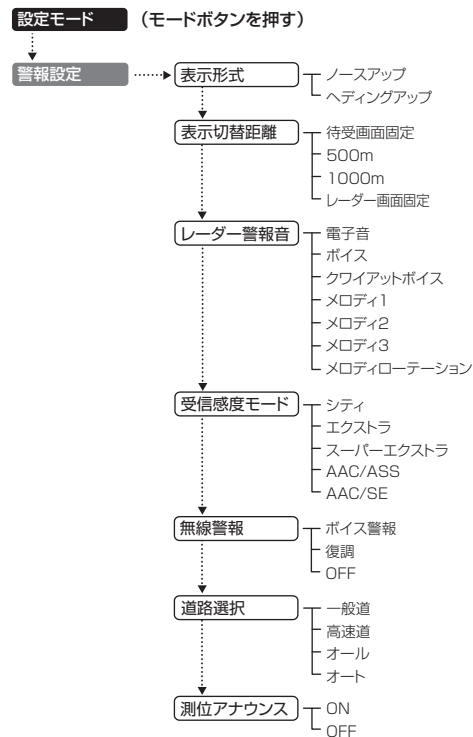 設定モード (モードボタンを押す)
警報設定
表示形式
ノースアップ
ヘディングアップ
表示切替距離
待受画面固定
500m
1000m
レーダー画面固定
レーダー警報音
電子音
ボイス
クワイアットボイス
メロディ1
メロディ2
メロディ3
メロディローテーション
受信感度モード
シティ
エクストラ
スーパーエクストラ
AAC/ASS
AAC/SE
無線警報
ボイス警報
復調
OFF
道路選択
一般道
高速道
オール
オート
測位アナウンス
ON
OFF